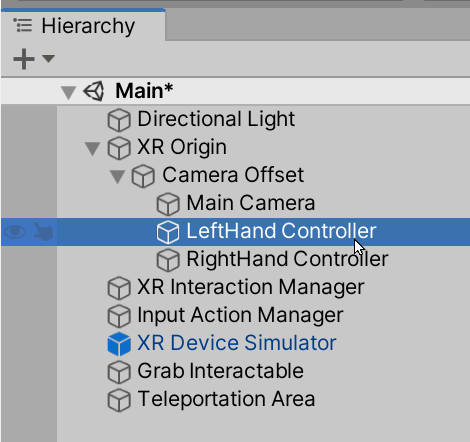 Hierarchy
Main*
Directional Light
XR Origin
Camera Offset
Main Camera
LeftHand Controller
RightHand Controller
XR Interaction Manager
Input Action Manager
XR Device Simulator
Grab Interactable
Teleportation Area